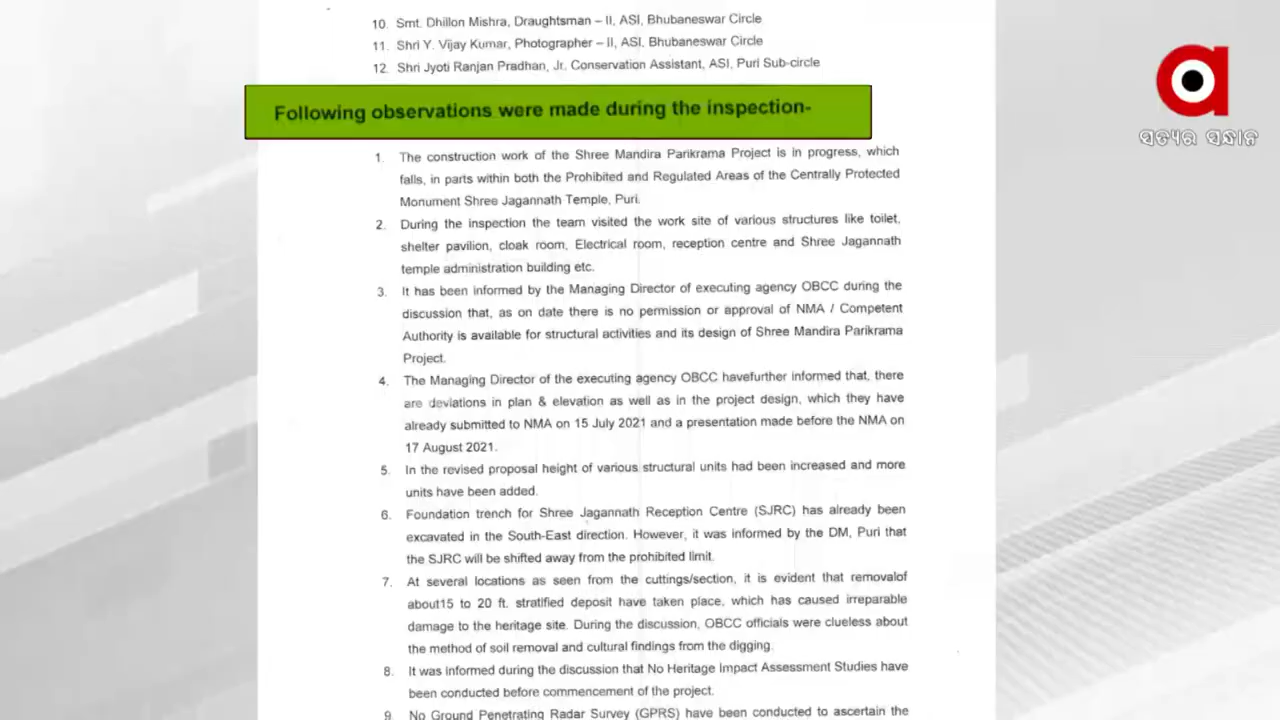 10. Smt. Dhillon Mishra, Draughtsman – II, ASI, Bhubaneswar Circle
11. Shri Y. Vijay Kumar, Photographer – II, ASI, Bhubaneswar Circle
12. Shri Jyoti Ranjan Pradhan, Jr. Conservation Assistant, ASI, Puri Sub-circle
ସତ୍ୟର ସନ୍ଧାନ
Following observations were made during the inspection-
1. The construction work of the Shree Mandira Parikrama Project is in progress, which
falls, in parts within both the Prohibited and Regulated Areas of the Centrally Protected
Monument Shree Jagannath Temple, Puri.
2. During the inspection the team visited the work site of various structures like toilet,
shelter pavilion, cloak room, Electrical room, reception centre and Shree Jagannath
temple administration building etc.
3. It has been informed by the Managing Director of executing agency OBCC during the
discussion that, as on date there is no permission or approval of NMA / Competent
Authority is available for structural activities and its design of Shree Mandira Parikrama
Project.
4. The Managing Director of the executing agency OBCC havefurther informed that, there
are deviations in plan & elevation as well as in the project design, which they have
already submitted to NMA on 15 July 2021 and a presentation made before the NMA on
17 August 2021.
5. In the revised proposal height of various structural units had been increased and more
units have been added.
6. Foundation trench for Shree Jagannath Reception Centre (SJRC) has already been
excavated in the South-East direction. However, it was informed by the DM, Puri that
the SJRC will be shifted away from the prohibited limit.
7. At several locations as seen from the cuttings/section, it is evident that removalof
about15 to 20 ft. stratified deposit have taken place, which has caused irreparable
damage to the heritage site. During the discussion, OBCC officials were clueless about
the method of soil removal and cultural findings from the digging.
8. It was informed during the discussion that No Heritage Impact Assessment Studies have
been conducted before commencement of the project.
9. No Ground Penetrating Radar Survey (GPRS) have been conducted to ascertain the